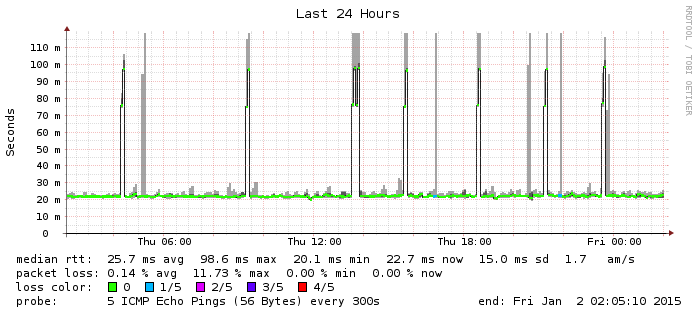 Last 24 Hours
RRDTOOL / TOBI OETIKER
Seconds
110 m
100 m
90 m
80 m
70 m
60 m
50 m
40 m
30 m
20 m
10 m
0
Thu 06:00 Thu 12:00 Thu 18:00 Fri 00:00
median rtt: 25.7 ms avg 98.6 ms max 20.1 ms min 22.7 ms now 15.0 ms sd 1.7 am/s
packet loss: 0.14 % avg 11.73 % max 0.00 % min 0.00 % now
loss color: 0 1/5 2/5 3/5 4/5
probe: 5 ICMP Echo Pings (56 Bytes) every 300s end: Fri Jan 2 02:05:10 2015